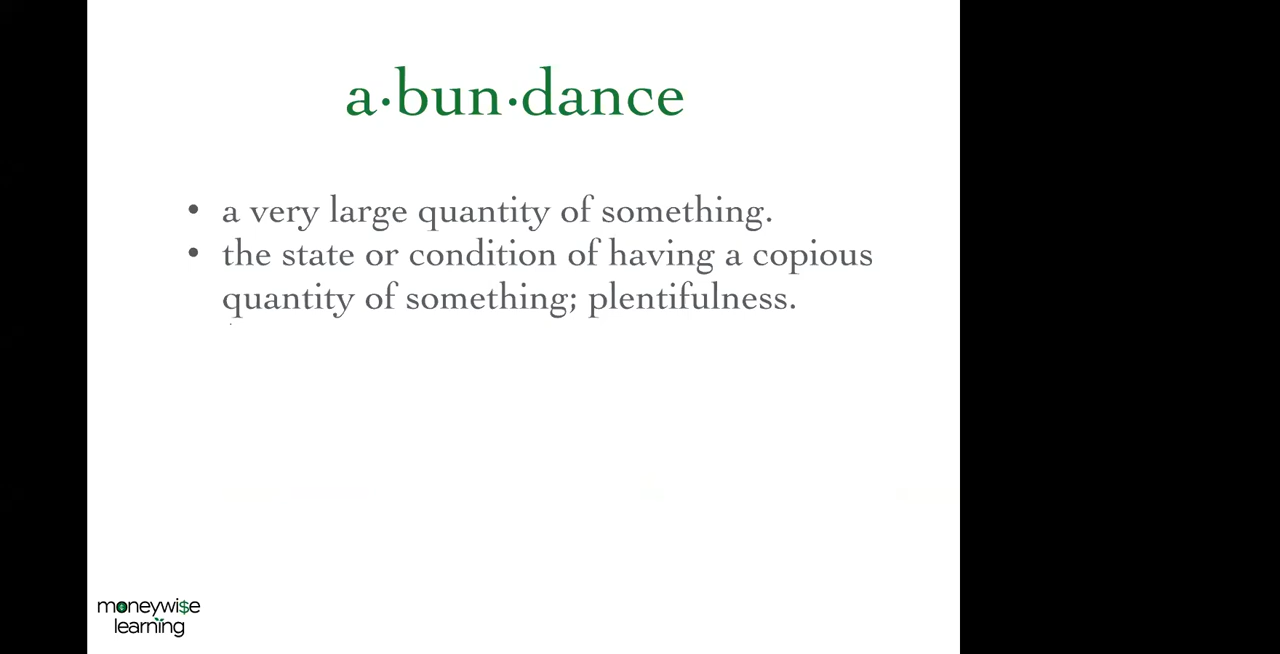 a·bun·dance
• a very large quantity of something.
• the state or condition of having a copious
quantity of something; plentifulness.
moneywi$e
learning